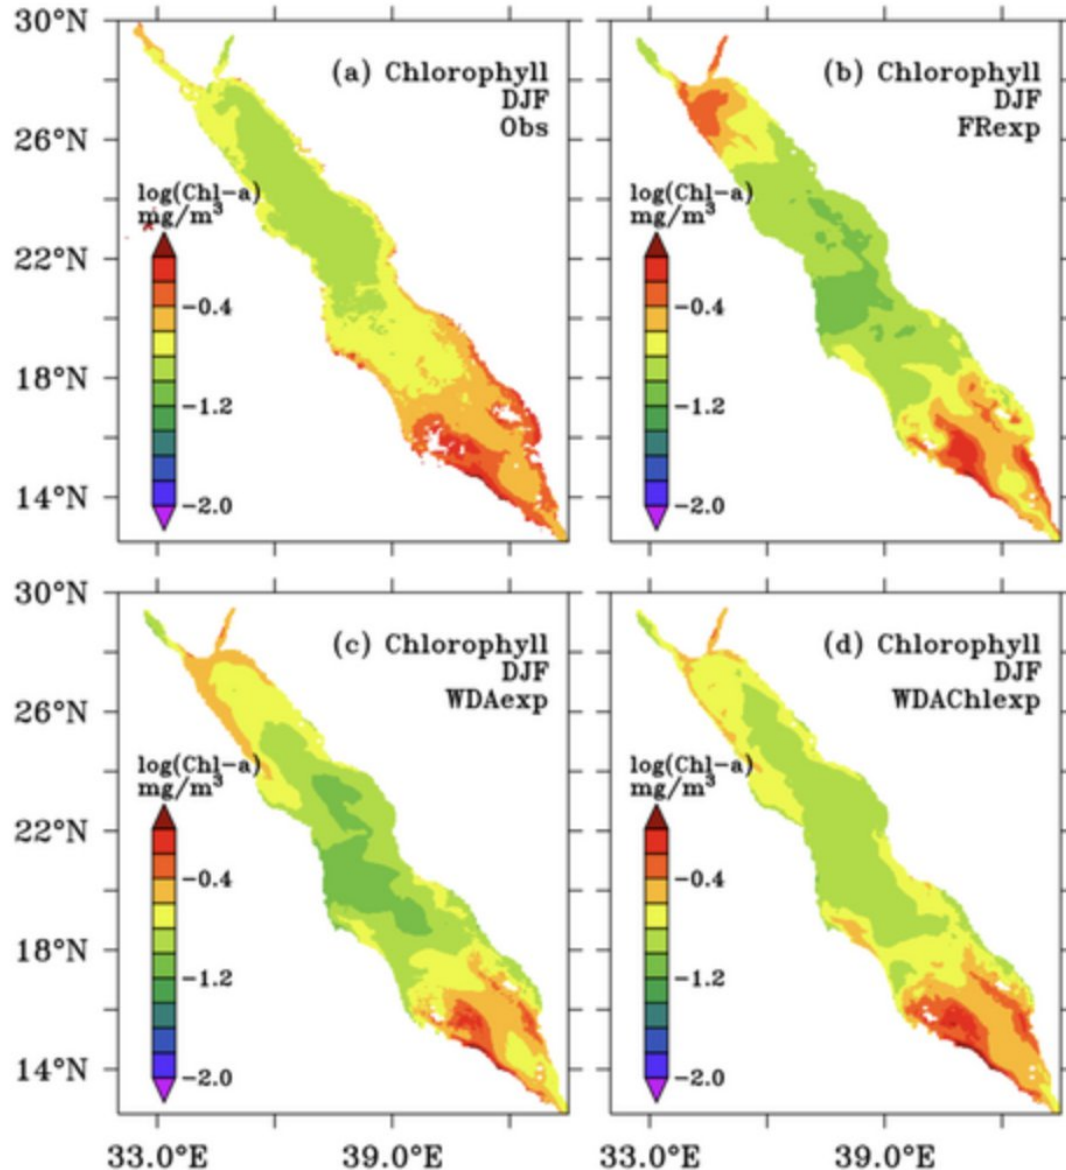 30°N
(a) Chlorophyll
DJF
Obs
26°N
log(Chl-a)
mg/m³
22°N
-0.4
18°N
-1.2
14°N
-2.0
(b) Chlorophyll
DJF
FRexp
log(Chl-a)
mg/m³
-0.4
-1.2
-2.0
30°N
(c) Chlorophyll
DJF
WDAexp
26°N
log(Chl-a)
mg/m³
22°N
-0.4
18°N
-1.2
14°N
-2.0
33.0°E 39.0°E
(d) Chlorophyll
DJF
WDAChlexp
log(Chl-a)
mg/m³
-0.4
-1.2
-2.0
33.0°E 39.0°E